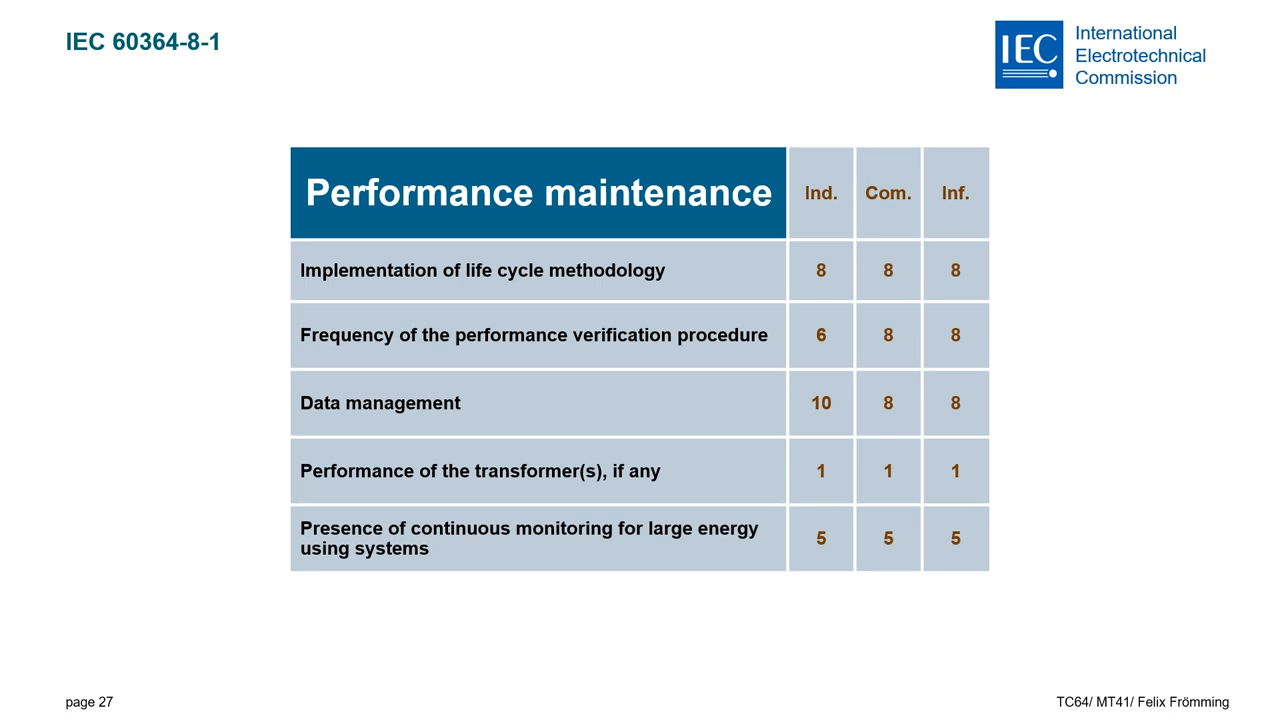 IEC 60364-8-1
IEC
International
Electrotechnical
Commission
Performance maintenance Ind. Com. Inf.
Implementation of life cycle methodology 8 8 8
Frequency of the performance verification procedure 6 8 8
Data management 10 8 8
Performance of the transformer(s), if any 1 1 1
Presence of continuous monitoring for large energy
using systems 5 5 5
page 27
TC64/ MT41/ Felix Frömming